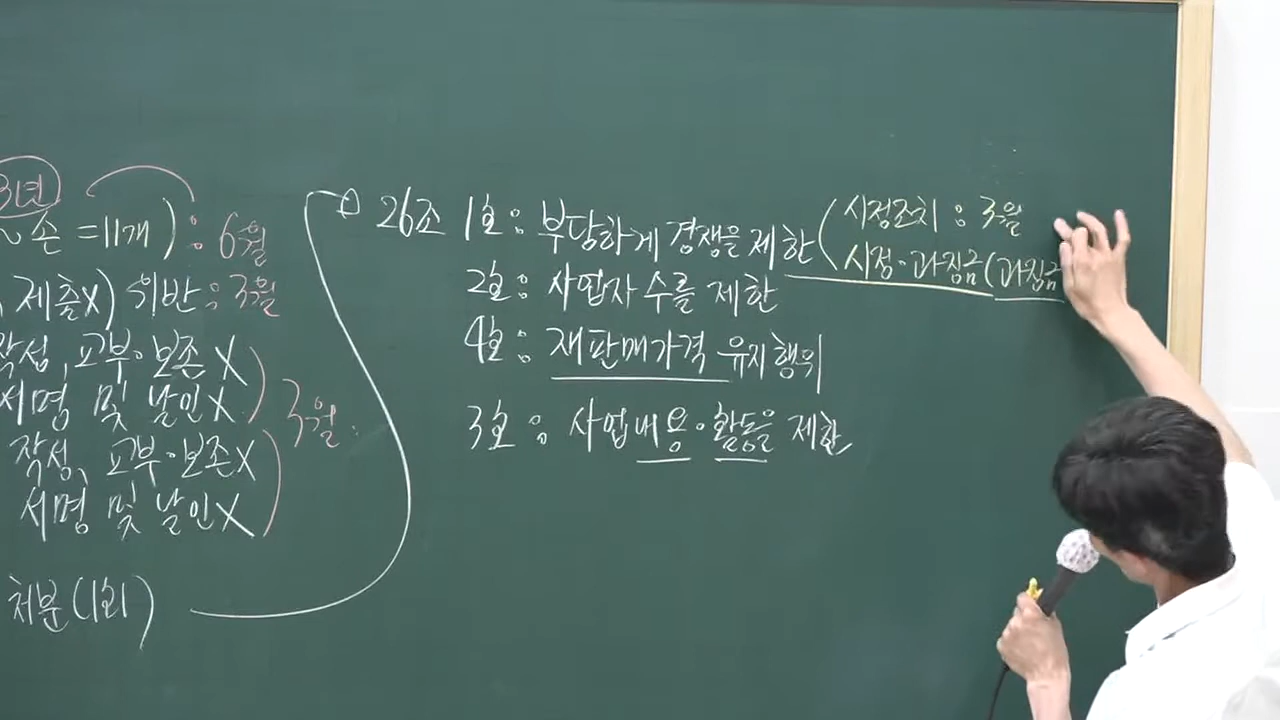 3년
~ 손 = 11개) : 6월
, 제출X) 위반 : 3월
작성, 교부·보존 X
서명 및 날인X
3월
작성, 교부·보존X
서명 및 날인X
처분(1회)
26조 1호 : 부당하게 경쟁을 제한
시정조치 : 3월
시정·과징금(과징금
2호 : 사업자 수를 제한
4호 : 재판매가격 유지행위
3호 : 사업내용·활동을 제한